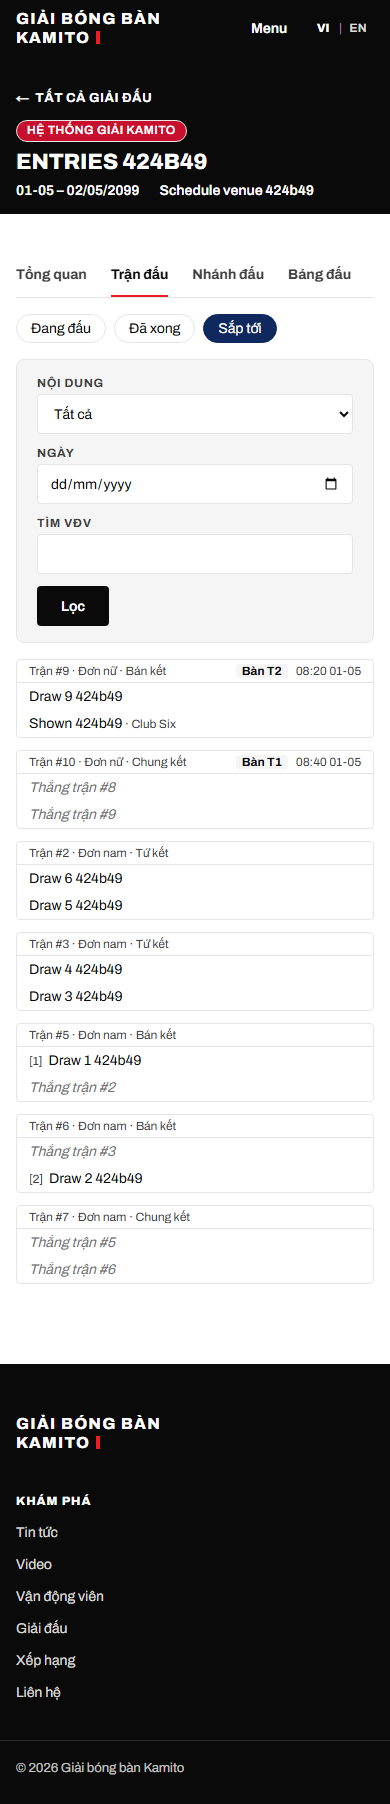 GIẢI BÓNG BÀN
KAMITO
Menu
VI | EN
← TẤT CẢ GIẢI ĐẤU
HỆ THỐNG GIẢI KAMITO
ENTRIES 424B49
01-05 – 02/05/2099 Schedule venue 424b49
Tổng quan Trận đấu Nhánh đấu Bảng đấu
Đang đấu Đã xong Sắp tới
NỘI DUNG
Tất cả
NGÀY
dd/mm/yyyy
TÌM VĐV
Lọc
Trận #9 · Đơn nữ · Bán kết Bàn T2 08:20 01-05
Draw 9 424b49
Shown 424b49 · Club Six
Trận #10 · Đơn nữ · Chung kết Bàn T1 08:40 01-05
Thắng trận #8
Thắng trận #9
Trận #2 · Đơn nam · Tứ kết
Draw 6 424b49
Draw 5 424b49
Trận #3 · Đơn nam · Tứ kết
Draw 4 424b49
Draw 3 424b49
Trận #5 · Đơn nam · Bán kết
[1] Draw 1 424b49
Thắng trận #2
Trận #6 · Đơn nam · Bán kết
Thắng trận #3
[2] Draw 2 424b49
Trận #7 · Đơn nam · Chung kết
Thắng trận #5
Thắng trận #6
GIẢI BÓNG BÀN
KAMITO
KHÁM PHÁ
Tin tức
Video
Vận động viên
Giải đấu
Xếp hạng
Liên hệ
© 2026 Giải bóng bàn Kamito